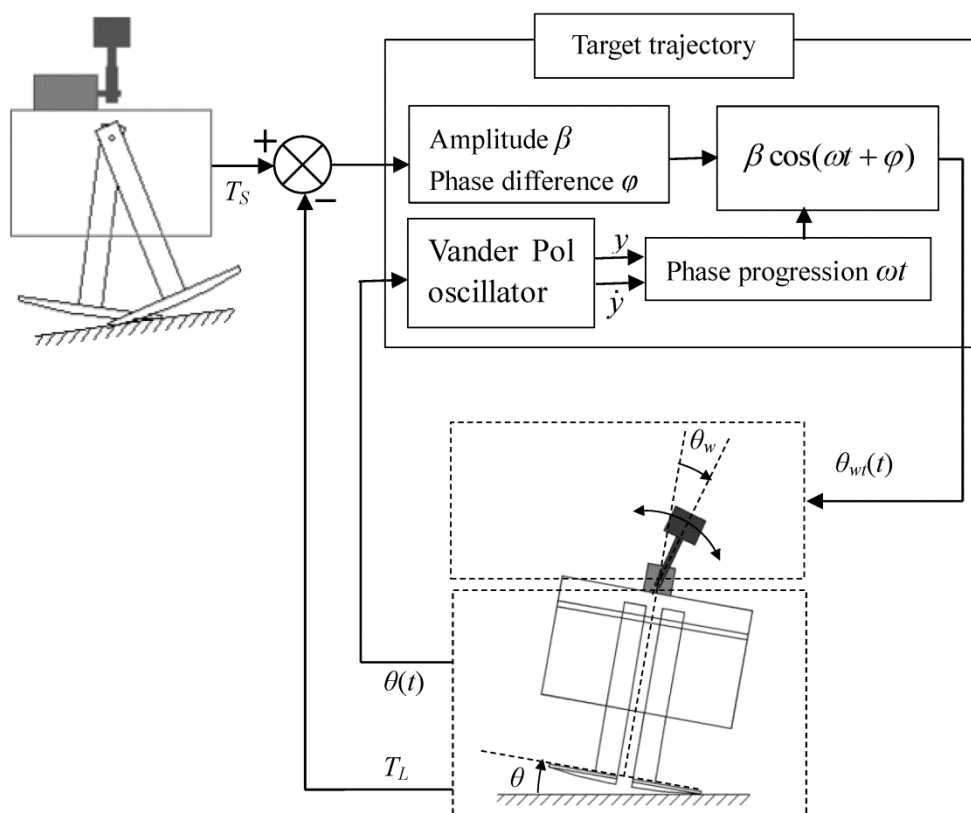 Target trajectory
+
T_S
−
Amplitude β
Phase difference φ
β cos(ωt + φ)
Vander Pol
oscillator
y
ẏ
Phase progression ωt
θ_w
θ_wt(t)
θ(t)
T_L
θ